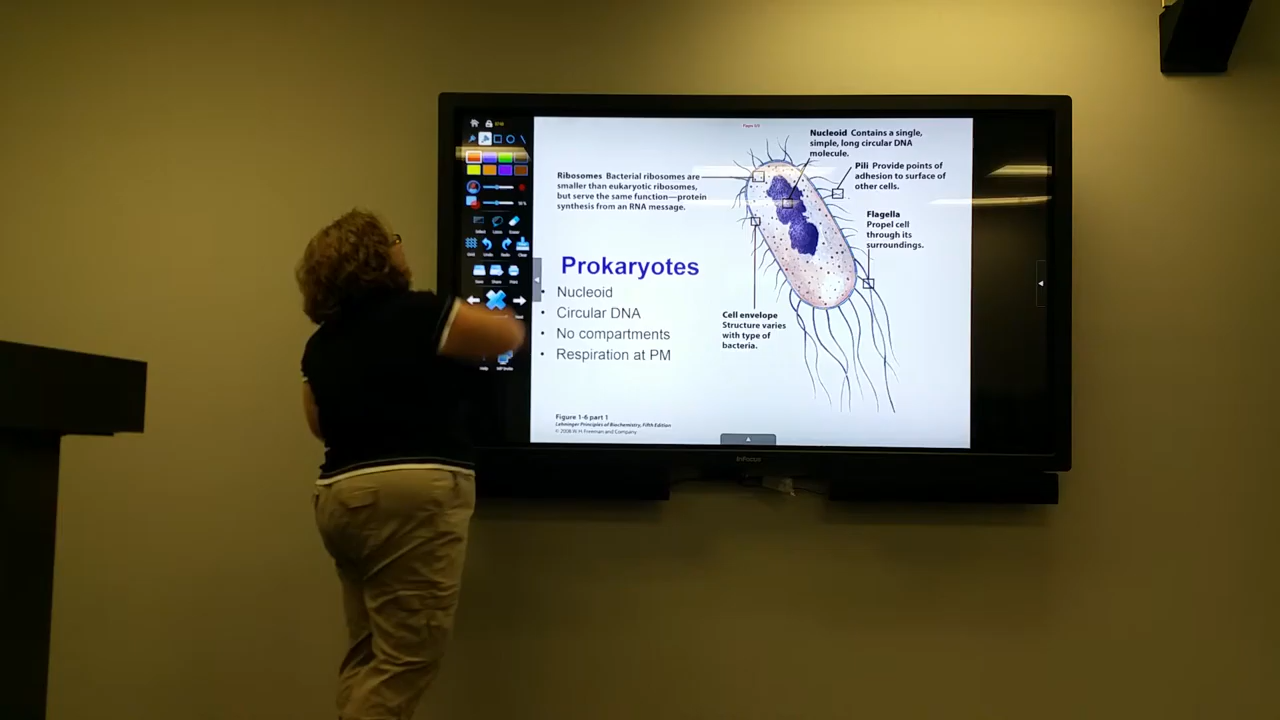 Nucleoid Contains a single,
simple, long circular DNA
molecule.
Pili Provide points of
adhesion to surface of
other cells.
Ribosomes Bacterial ribosomes are
smaller than eukaryotic ribosomes,
but serve the same function—protein
synthesis from an RNA message.
Flagella
Propel cell
through its
surroundings.
Prokaryotes
• Nucleoid
• Circular DNA
• No compartments
• Respiration at PM
Cell envelope
Structure varies
with type of
bacteria.
Figure 1-6 part 1
Lehninger Principles of Biochemistry, Fifth Edition
© 2008 W. H. Freeman and Company
InFocus